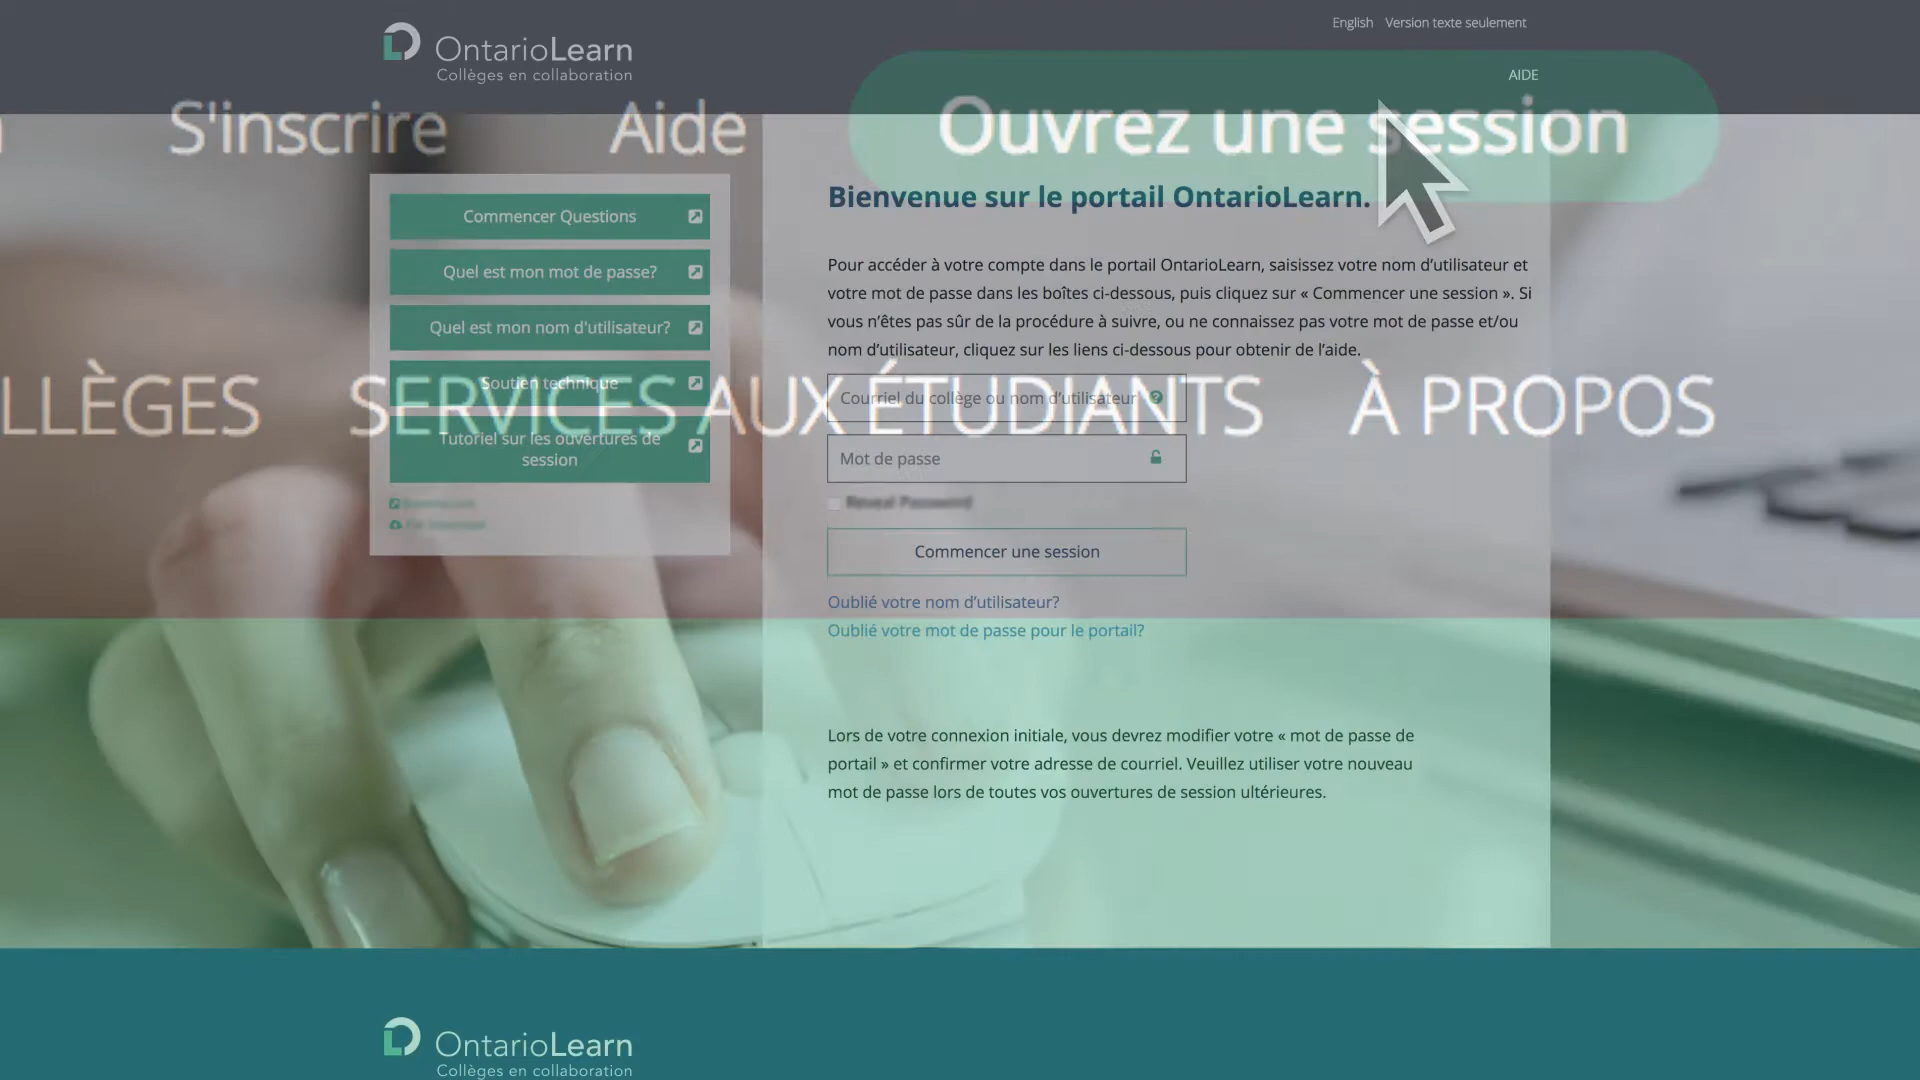 English Version texte seulement
OntarioLearn
Collèges en collaboration
AIDE
S'inscrire Aide Ouvrez une session
Bienvenue sur le portail OntarioLearn.
Commencer Questions
Quel est mon mot de passe?
Quel est mon nom d'utilisateur?
Soutien technique
Tutoriel sur les ouvertures de
session
Pour accéder à votre compte dans le portail OntarioLearn, saisissez votre nom d’utilisateur et
votre mot de passe dans les boîtes ci-dessous, puis cliquez sur « Commencer une session ». Si
vous n’êtes pas sûr de la procédure à suivre, ou ne connaissez pas votre mot de passe et/ou
nom d’utilisateur, cliquez sur les liens ci-dessous pour obtenir de l’aide.
LLÈGES SERVICES AUX ÉTUDIANTS À PROPOS
Courriel du collège ou nom d’utilisateur
Mot de passe
Reveal Password
Commencer une session
Oublié votre nom d’utilisateur?
Oublié votre mot de passe pour le portail?
Lors de votre connexion initiale, vous devrez modifier votre « mot de passe de
portail » et confirmer votre adresse de courriel. Veuillez utiliser votre nouveau
mot de passe lors de toutes vos ouvertures de session ultérieures.
OntarioLearn
Collèges en collaboration